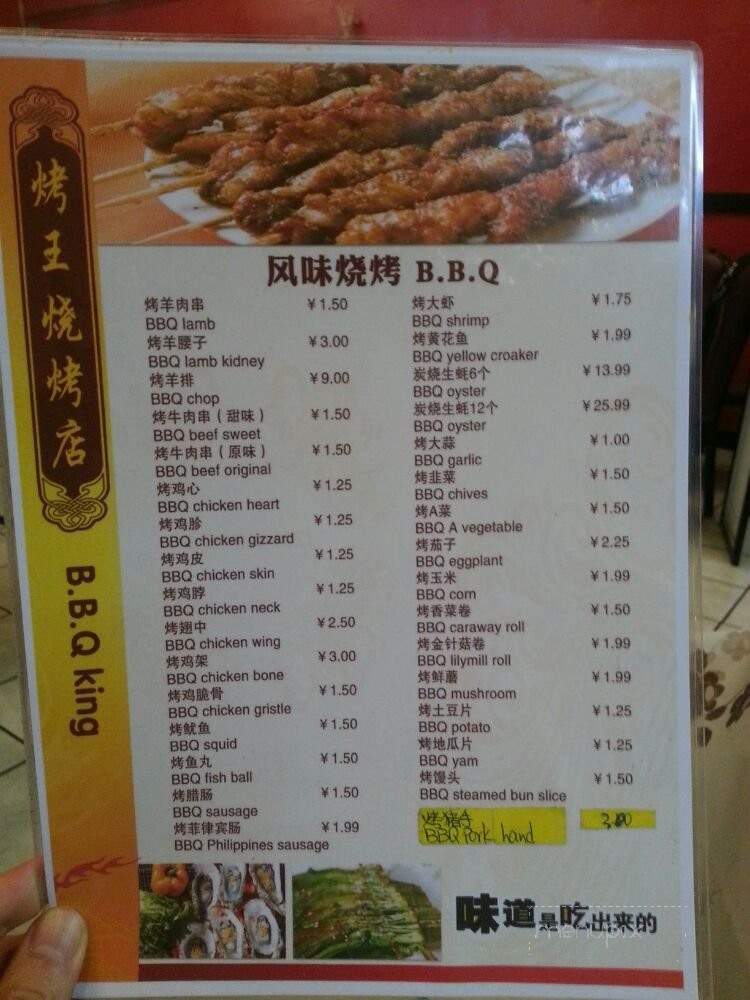 烤王烧烤店
B.B.Q king
风味烧烤 B.B.Q
烤羊肉串 ¥1.50
BBQ lamb
烤羊腰子 ¥3.00
BBQ lamb kidney
烤羊排 ¥9.00
BBQ chop
烤牛肉串（甜味） ¥1.50
BBQ beef sweet
烤牛肉串（原味） ¥1.50
BBQ beef original
烤鸡心 ¥1.25
BBQ chicken heart
烤鸡胗 ¥1.25
BBQ chicken gizzard
烤鸡皮 ¥1.25
BBQ chicken skin
烤鸡脖 ¥1.25
BBQ chicken neck
烤翅中 ¥2.50
BBQ chicken wing
烤鸡架 ¥3.00
BBQ chicken bone
烤鸡脆骨 ¥1.50
BBQ chicken gristle
烤鱿鱼 ¥1.50
BBQ squid
烤鱼丸 ¥1.50
BBQ fish ball
烤腊肠 ¥1.50
BBQ sausage
烤菲律宾肠 ¥1.99
BBQ Philippines sausage
烤大虾 ¥1.75
BBQ shrimp
烤黄花鱼 ¥1.99
BBQ yellow croaker
炭烧生蚝6个 ¥13.99
BBQ oyster
炭烧生蚝12个 ¥25.99
BBQ oyster
烤大蒜 ¥1.00
BBQ garlic
烤韭菜 ¥1.50
BBQ chives
烤A菜 ¥1.50
BBQ A vegetable
烤茄子 ¥2.25
BBQ eggplant
烤玉米 ¥1.99
BBQ corn
烤香菜卷 ¥1.50
BBQ caraway roll
烤金针菇卷 ¥1.99
BBQ lilymill roll
烤鲜蘑 ¥1.99
BBQ mushroom
烤土豆片 ¥1.25
BBQ potato
烤地瓜片 ¥1.25
BBQ yam
烤馒头 ¥1.50
BBQ steamed bun slice
烤猪手 3.00
BBQ Pork hand
味道是吃出来的
menupix